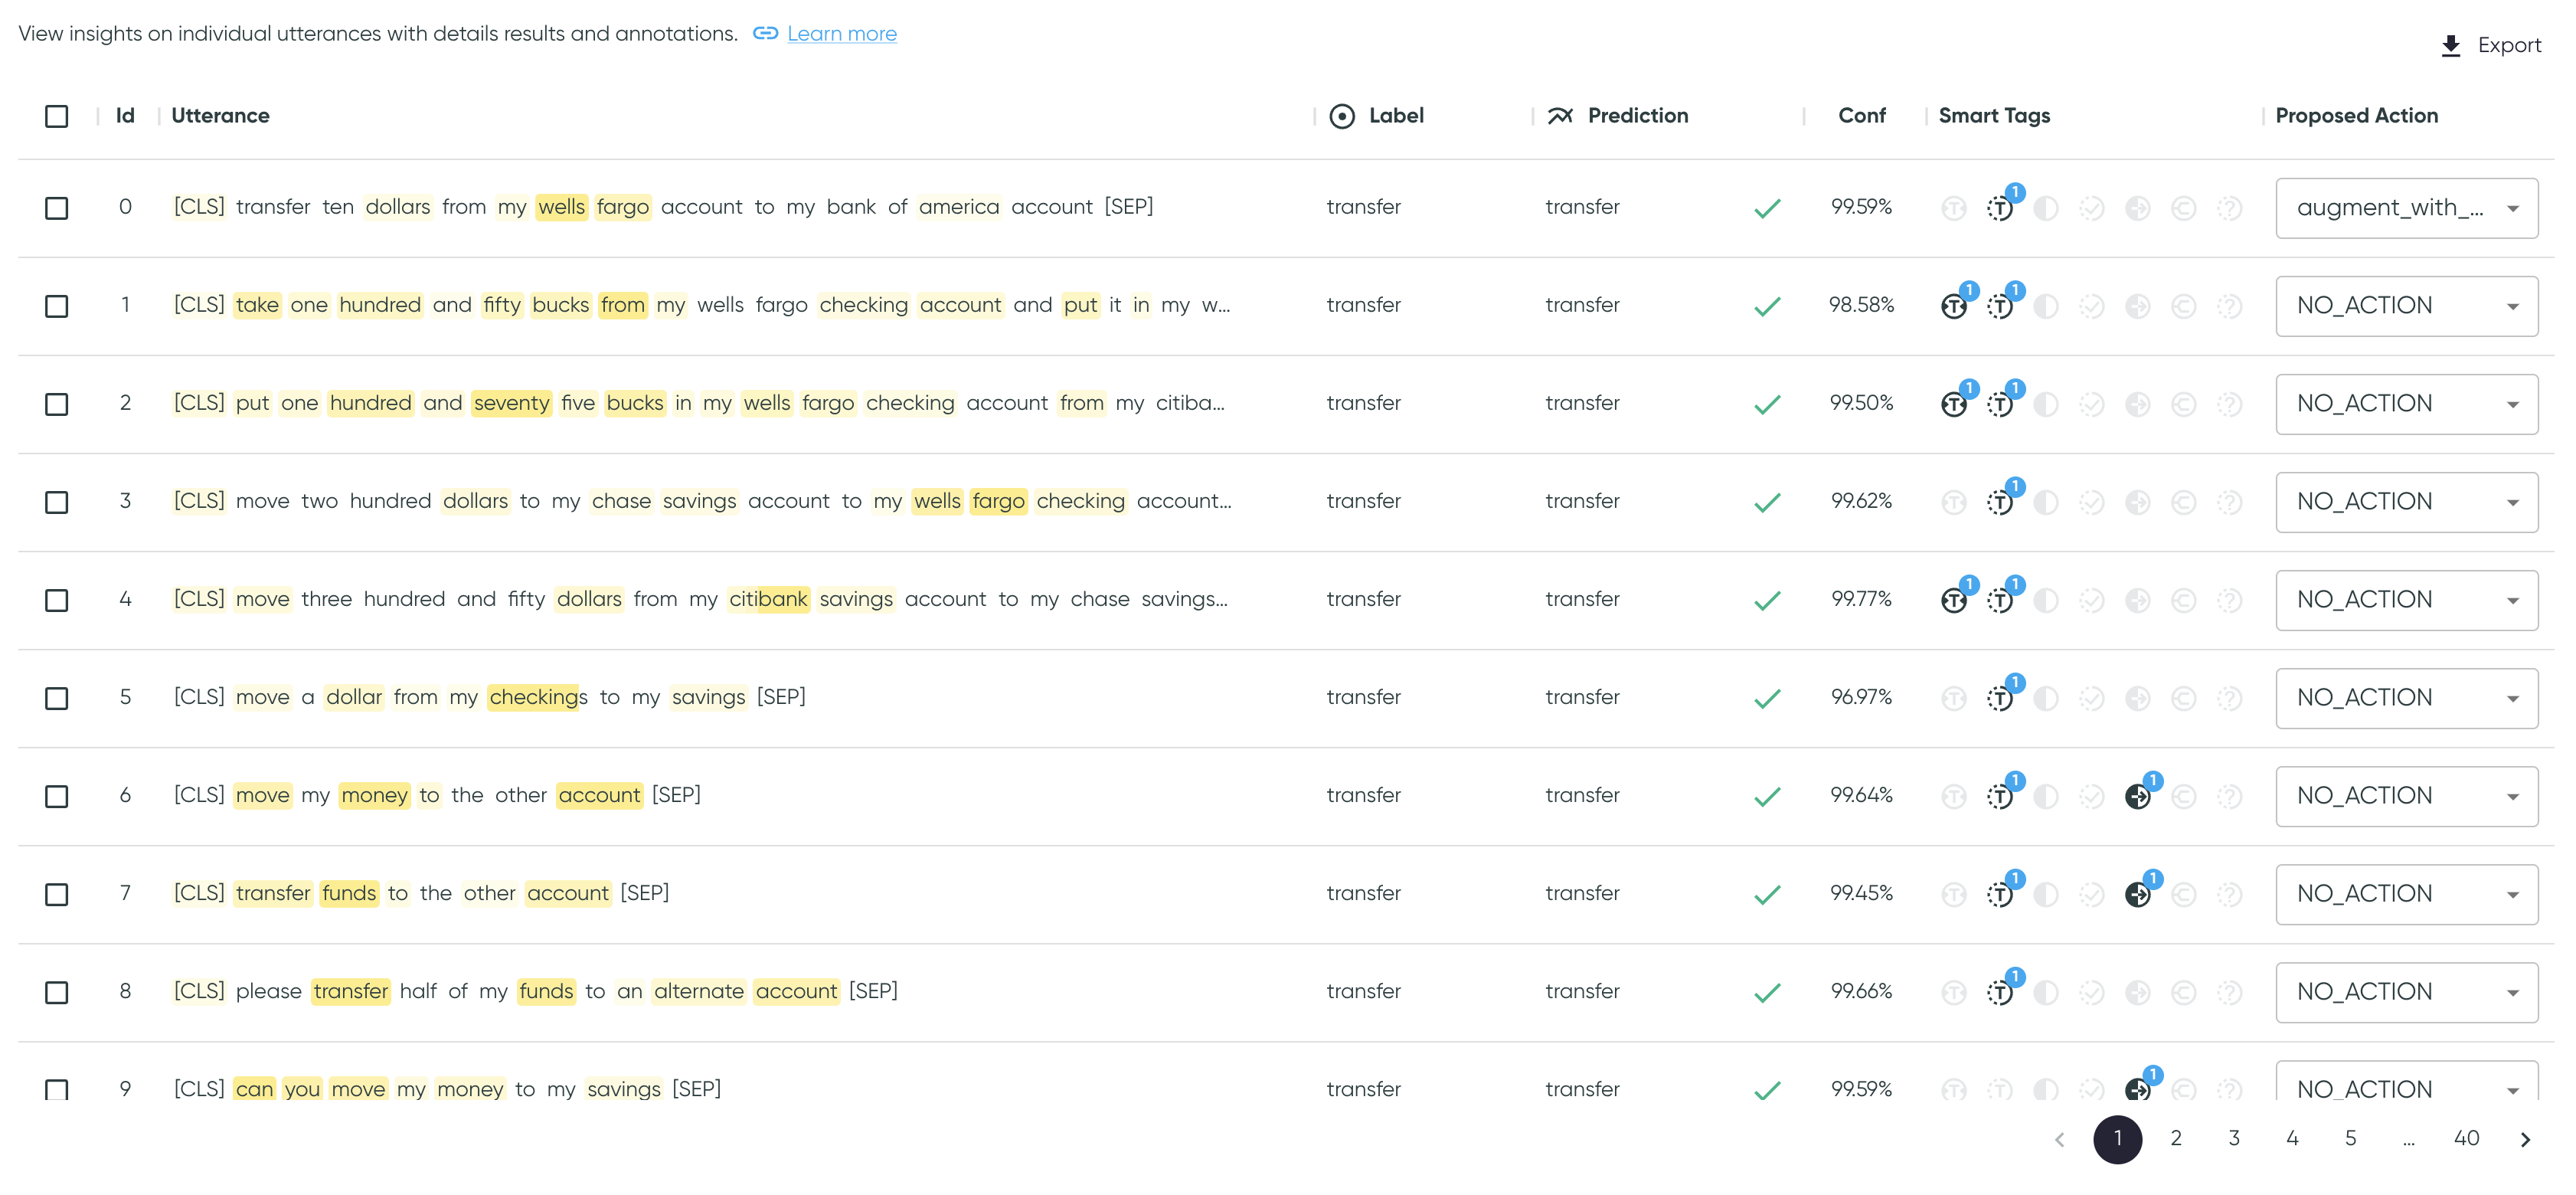 View insights on individual utterances with details results and annotations. Learn more
Export
Id Utterance Label Prediction Conf Smart Tags Proposed Action
0 [CLS] transfer ten dollars from my wells fargo account to my bank of america account [SEP] transfer transfer 99.59% T 1 augment_with_...
1 [CLS] take one hundred and fifty bucks from my wells fargo checking account and put it in my w... transfer transfer 98.58% T 1 T 1 NO_ACTION
2 [CLS] put one hundred and seventy five bucks in my wells fargo checking account from my citiba... transfer transfer 99.50% T 1 T 1 NO_ACTION
3 [CLS] move two hundred dollars to my chase savings account to my wells fargo checking account... transfer transfer 99.62% T 1 NO_ACTION
4 [CLS] move three hundred and fifty dollars from my citibank savings account to my chase savings... transfer transfer 99.77% T 1 T 1 NO_ACTION
5 [CLS] move a dollar from my checkings to my savings [SEP] transfer transfer 96.97% T 1 NO_ACTION
6 [CLS] move my money to the other account [SEP] transfer transfer 99.64% T 1 1 NO_ACTION
7 [CLS] transfer funds to the other account [SEP] transfer transfer 99.45% T 1 1 NO_ACTION
8 [CLS] please transfer half of my funds to an alternate account [SEP] transfer transfer 99.66% T 1 NO_ACTION
9 [CLS] can you move my money to my savings [SEP] transfer transfer 99.59% 1 NO_ACTION
1 2 3 4 5 ... 40